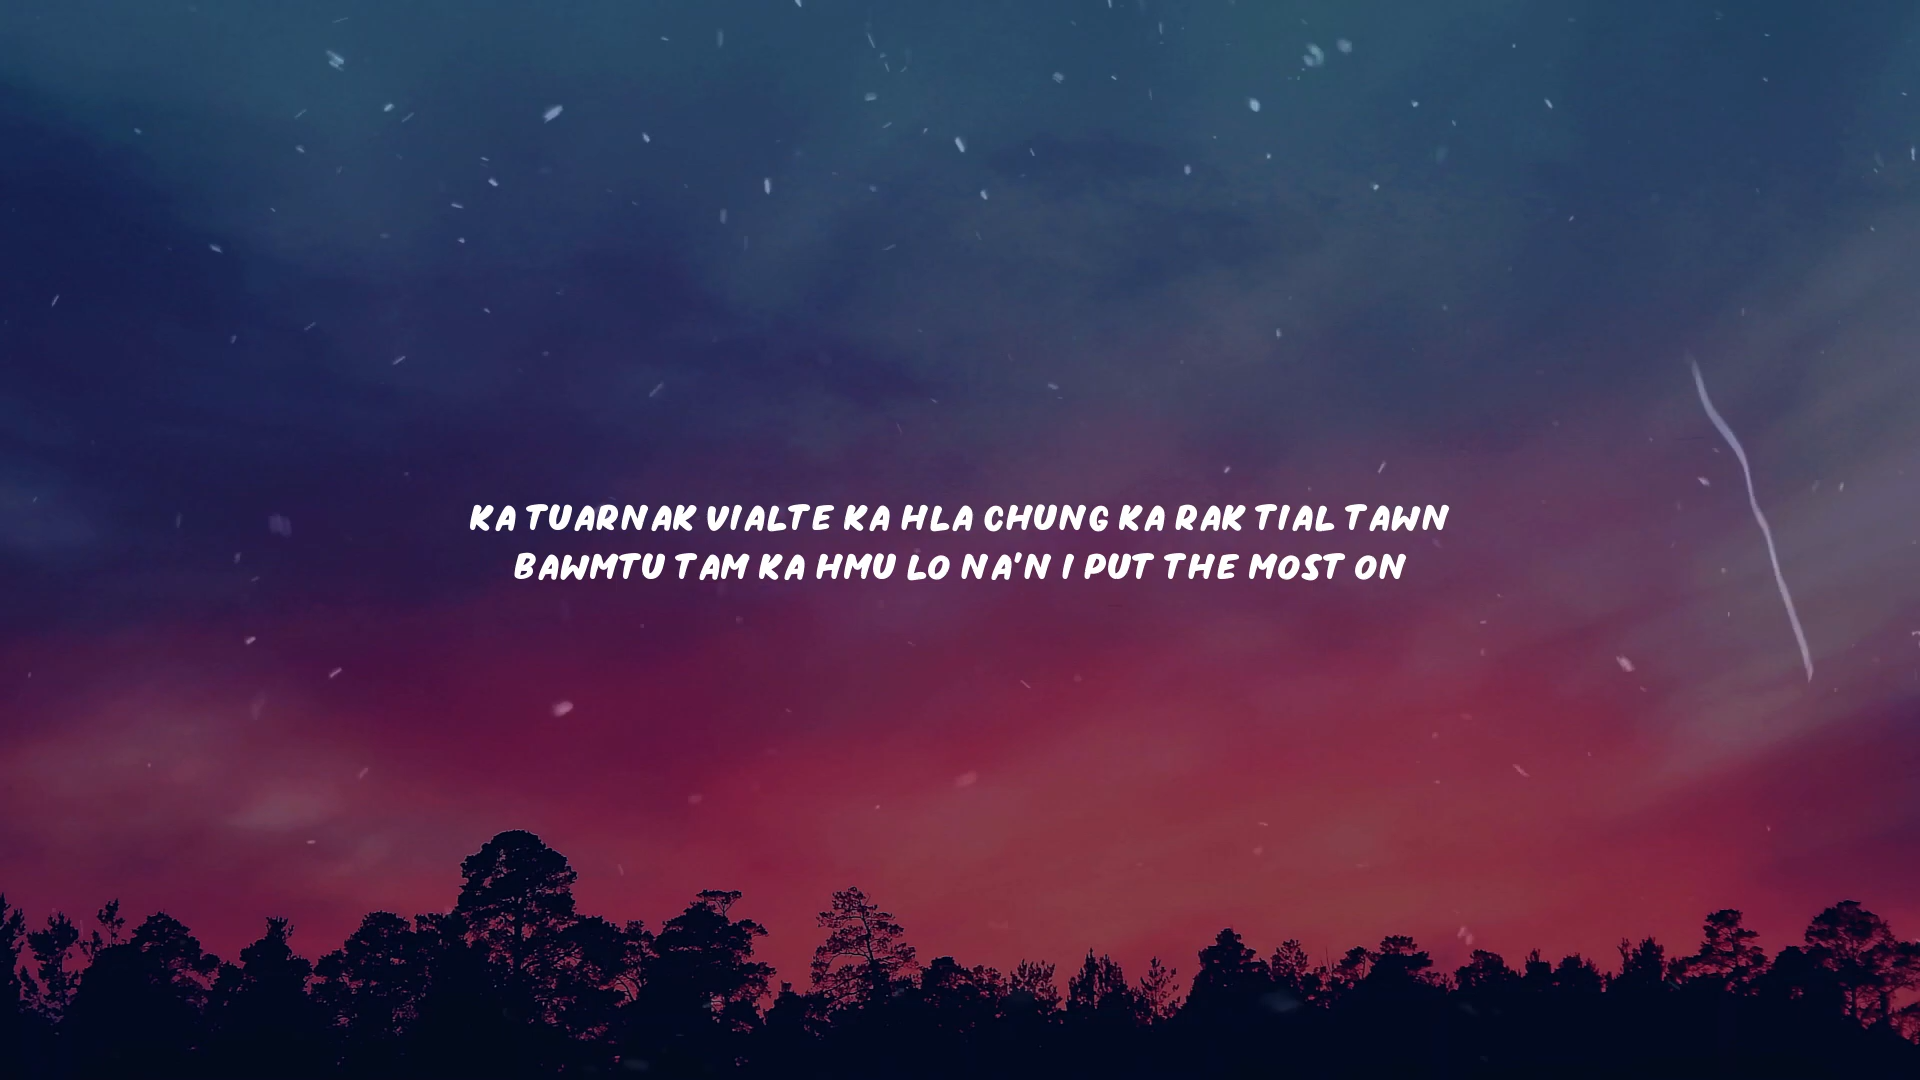 KA TUARNAK VIALTE KA HLA CHUNG KA RAK TIAL TAWN
BAWMTU TAM KA HMU LO NA'N I PUT THE MOST ON